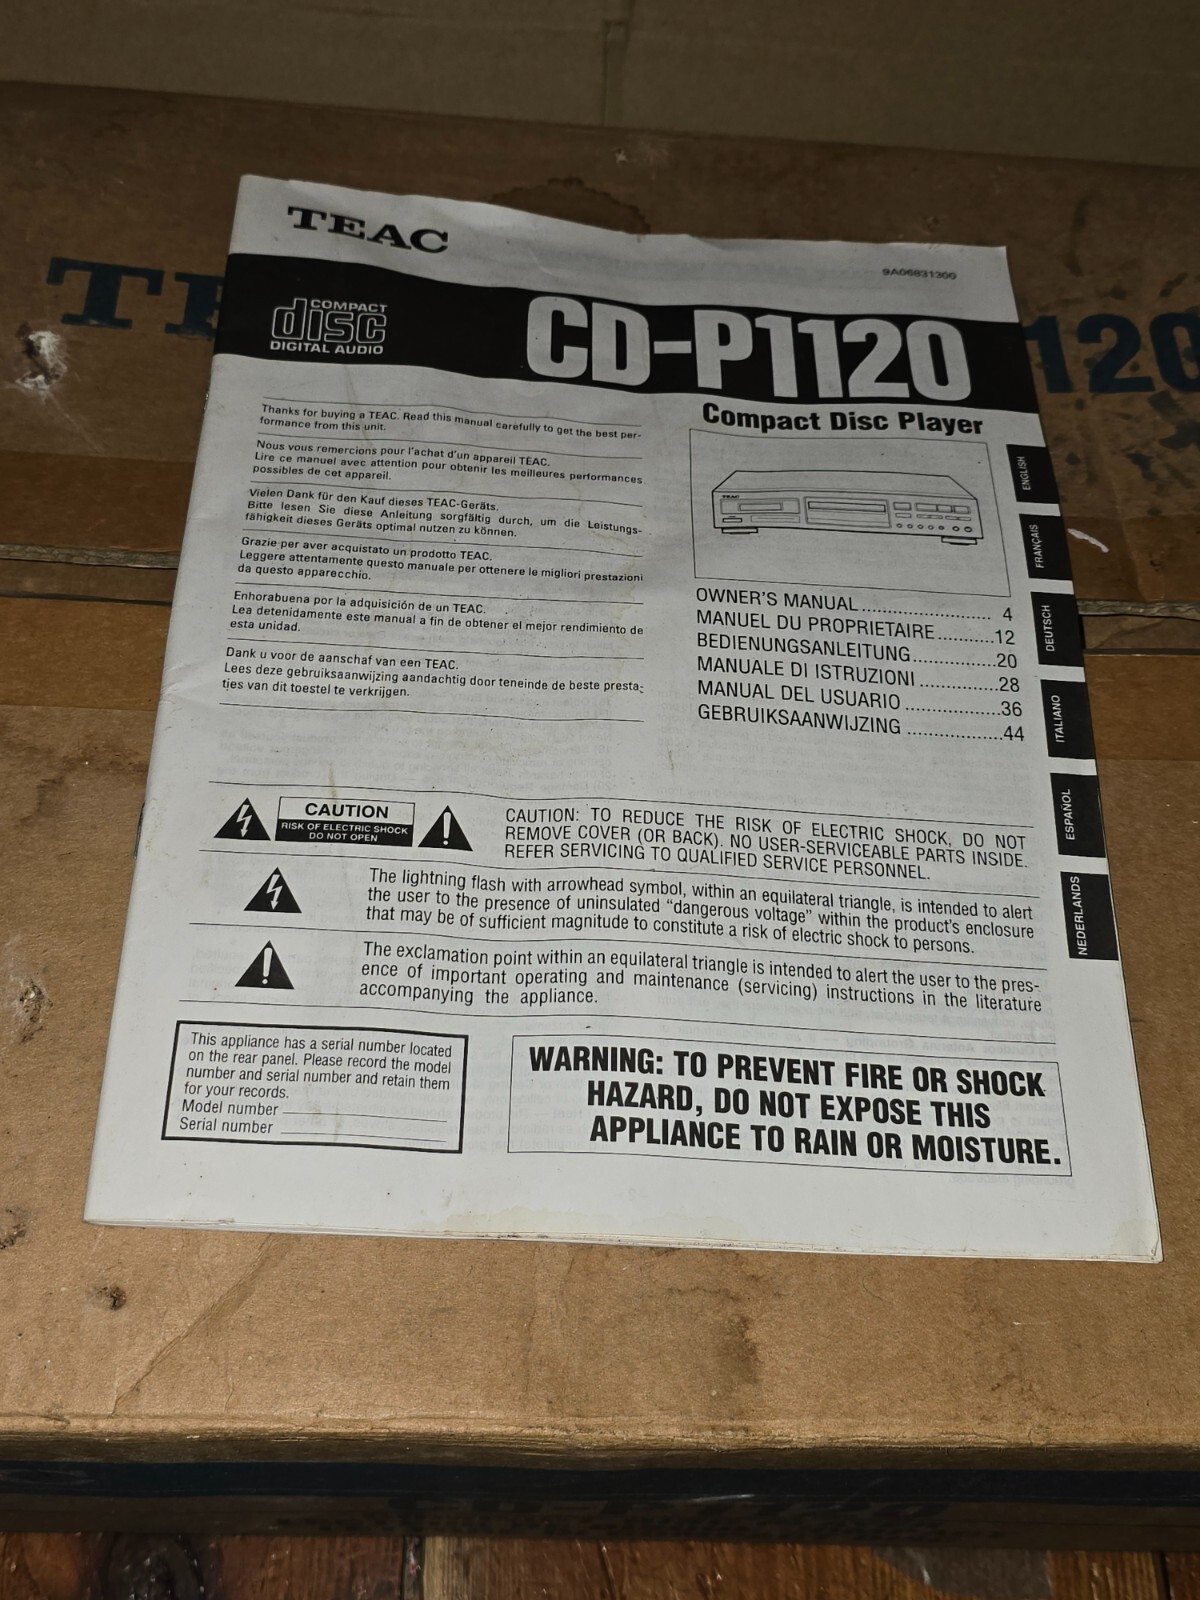 TEAC
9A06831300
COMPACT
disc
DIGITAL AUDIO
CD-P1120
Compact Disc Player
Thanks for buying a TEAC. Read this manual carefully to get the best per-
formance from this unit.
Nous vous remercions pour l'achat d'un appareil TEAC.
Lire ce manuel avec attention pour obtenir les meilleures performances
possibles de cet appareil.
Vielen Dank für den Kauf dieses TEAC-Geräts.
Bitte lesen Sie diese Anleitung sorgfältig durch, um die Leistungs-
fähigkeit dieses Geräts optimal nutzen zu können.
Grazie per aver acquistato un prodotto TEAC.
Leggere attentamente questo manuale per ottenere le migliori prestazioni
da questo apparecchio.
Enhorabuena por la adquisición de un TEAC.
Lea detenidamente este manual a fin de obtener el mejor rendimiento de
esta unidad.
Dank u voor de aanschaf van een TEAC.
Lees deze gebruiksaanwijzing aandachtig door teneinde de beste presta-
ties van dit toestel te verkrijgen.
TEAC
OWNER'S MANUAL ........................ 4
MANUEL DU PROPRIETAIRE ..........12
BEDIENUNGSANLEITUNG ...............20
MANUALE DI ISTRUZIONI ...............28
MANUAL DEL USUARIO ..................36
GEBRUIKSAANWIJZING ..................44
ENGLISH
FRANÇAIS
DEUTSCH
ITALIANO
ESPAÑOL
NEDERLANDS
CAUTION
RISK OF ELECTRIC SHOCK
DO NOT OPEN
CAUTION: TO REDUCE THE RISK OF ELECTRIC SHOCK, DO NOT
REMOVE COVER (OR BACK). NO USER-SERVICEABLE PARTS INSIDE.
REFER SERVICING TO QUALIFIED SERVICE PERSONNEL.
The lightning flash with arrowhead symbol, within an equilateral triangle, is intended to alert
the user to the presence of uninsulated "dangerous voltage" within the product's enclosure
that may be of sufficient magnitude to constitute a risk of electric shock to persons.
The exclamation point within an equilateral triangle is intended to alert the user to the pres-
ence of important operating and maintenance (servicing) instructions in the literature
accompanying the appliance.
This appliance has a serial number located
on the rear panel. Please record the model
number and serial number and retain them
for your records.
Model number
Serial number
WARNING: TO PREVENT FIRE OR SHOCK
HAZARD, DO NOT EXPOSE THIS
APPLIANCE TO RAIN OR MOISTURE.